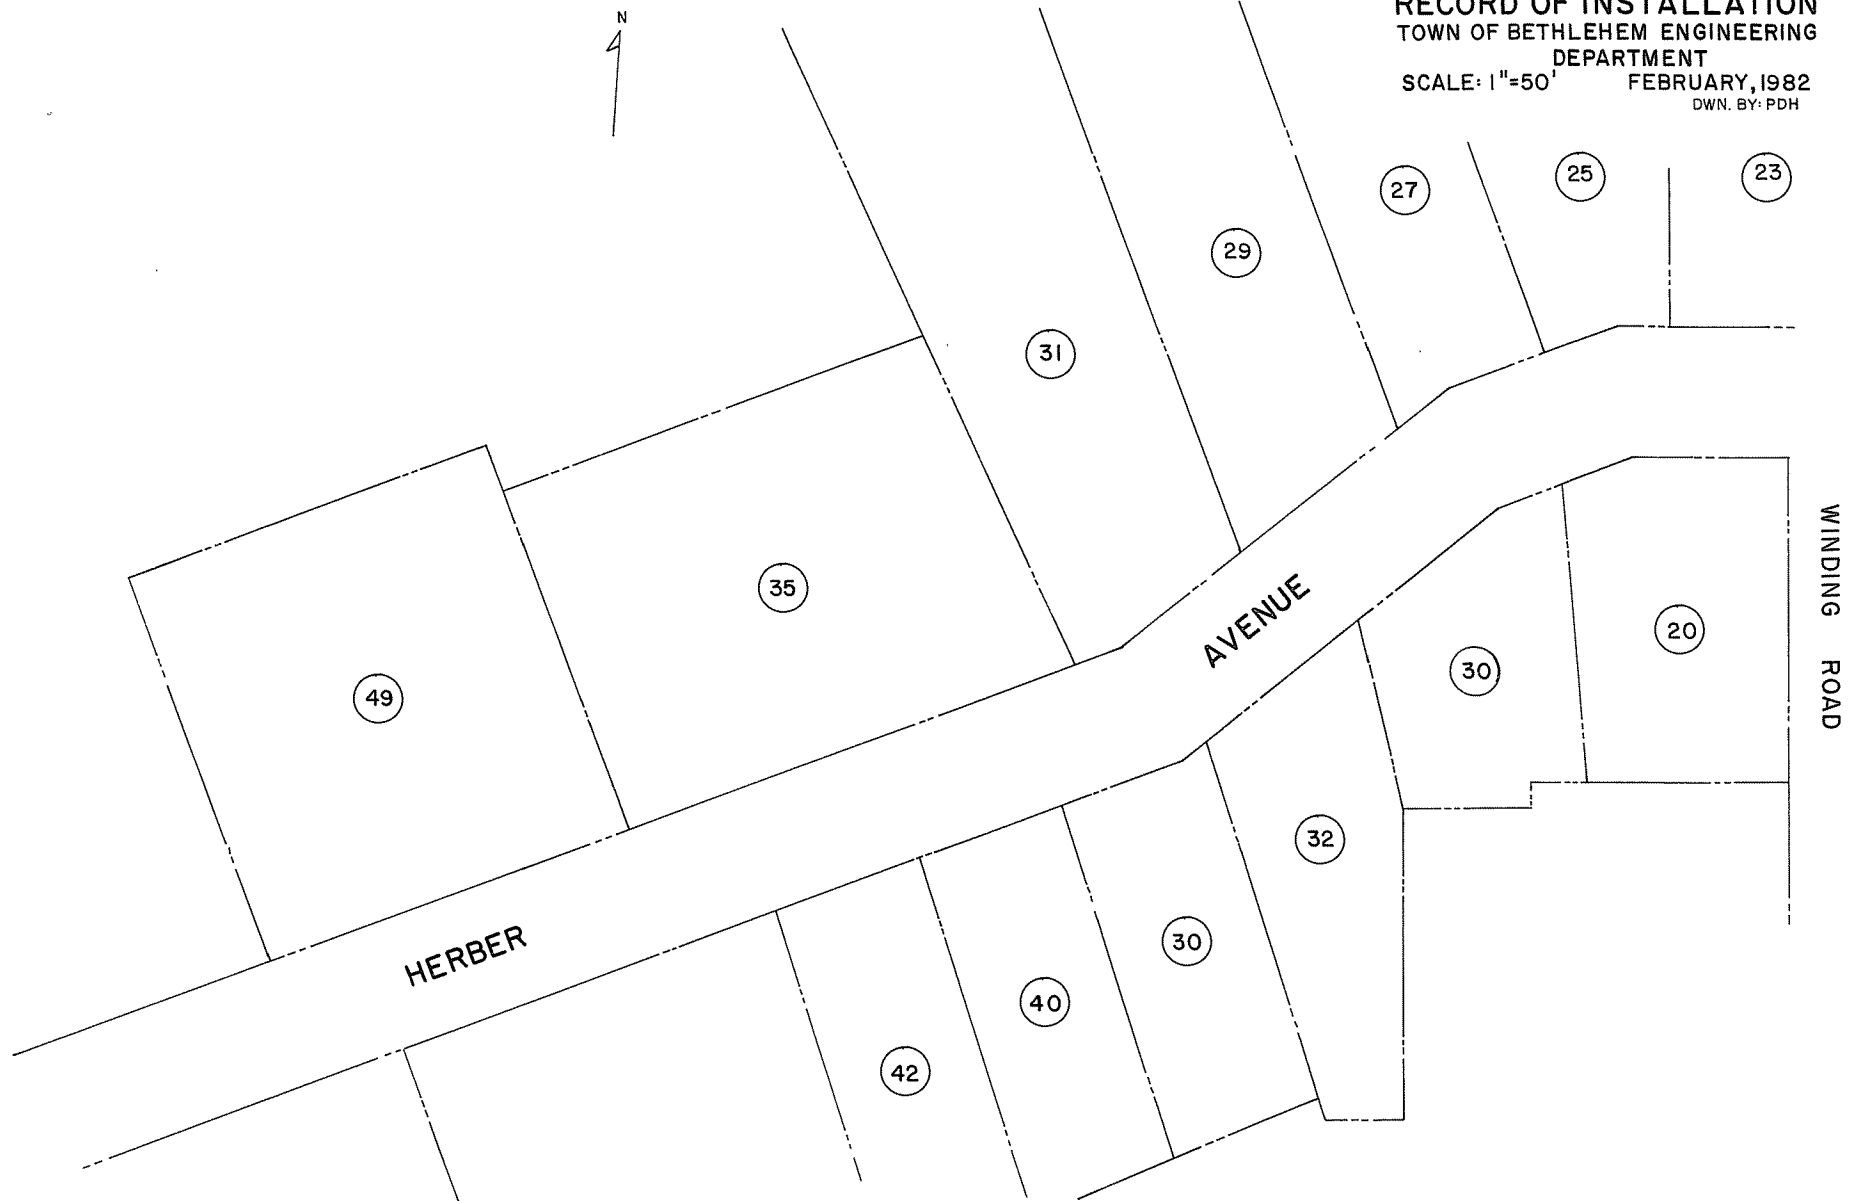 RECORD OF INSTALLATION
TOWN OF BETHLEHEM ENGINEERING
DEPARTMENT
SCALE: 1"=50' FEBRUARY, 1982
DWN. BY: PDH
N
23
25
27
29
31
35
49
HERBER
AVENUE
WINDING ROAD
20
30
32
30
40
42